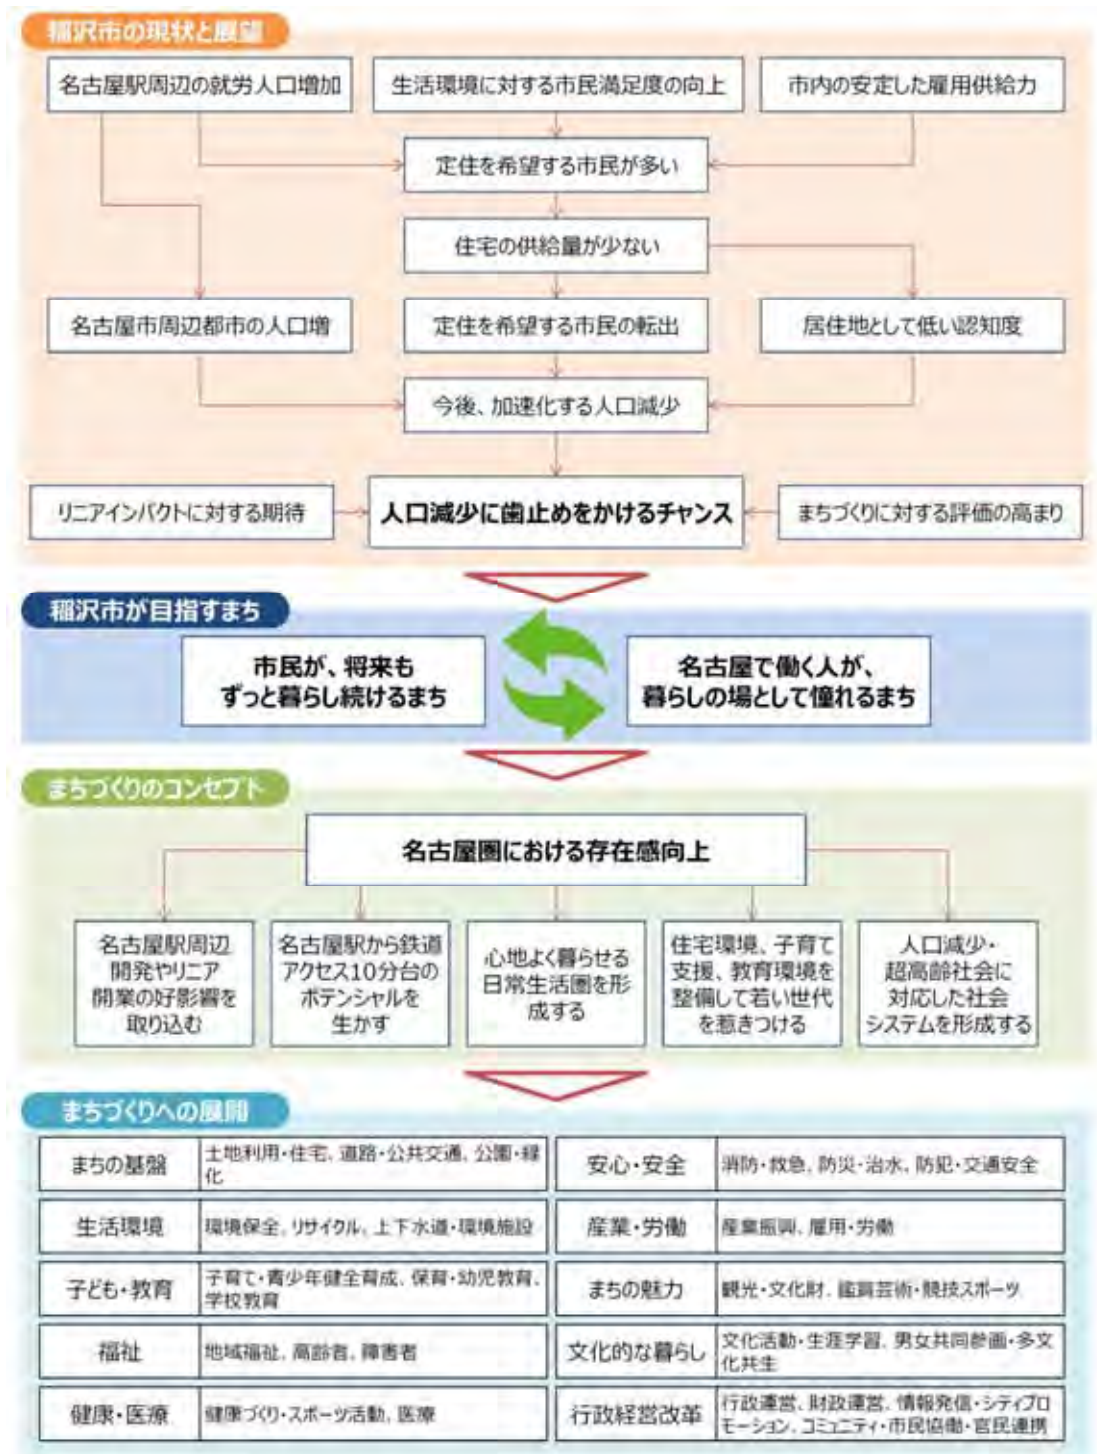 稲沢市の現状と展望
名古屋駅周辺の就労人口増加
生活環境に対する市民満足度の向上
市内の安定した雇用供給力
定住を希望する市民が多い
住宅の供給量が少ない
名古屋市周辺都市の人口増
定住を希望する市民の転出
居住地として低い認知度
今後、加速化する人口減少
リニアインパクトに対する期待
人口減少に歯止めをかけるチャンス
まちづくりに対する評価の高まり
稲沢市が目指すまち
市民が、将来も
ずっと暮らし続けるまち
名古屋で働く人が、
暮らしの場として憧れるまち
まちづくりのコンセプト
名古屋圏における存在感向上
名古屋駅周辺
開発やリニア
開業の好影響を
取り込む
名古屋駅から鉄道
アクセス10分台の
ポテンシャルを
生かす
心地よく暮らせる
日常生活圏を形
成する
住宅環境、子育て
支援、教育環境を
整備して若い世代
を惹きつける
人口減少・
超高齢社会に
対応した社会
システムを形成する
まちづくりへの展開
まちの基盤
土地利用・住宅、道路・公共交通、公園・緑
化
安心・安全
消防・救急、防災・治水、防犯・交通安全
生活環境
環境保全、リサイクル、上下水道・環境施設
産業・労働
産業振興、雇用・労働
子ども・教育
子育て・青少年健全育成、保育・幼児教育、
学校教育
まちの魅力
観光・文化財、鑑賞芸術・競技スポーツ
福祉
地域福祉、高齢者、障害者
文化的な暮らし
文化活動・生涯学習、男女共同参画・多文
化共生
健康・医療
健康づくり・スポーツ活動、医療
行政経営改革
行政運営、財政運営、情報発信・シティプロ
モーション、コミュニティ・市民協働・官民連携